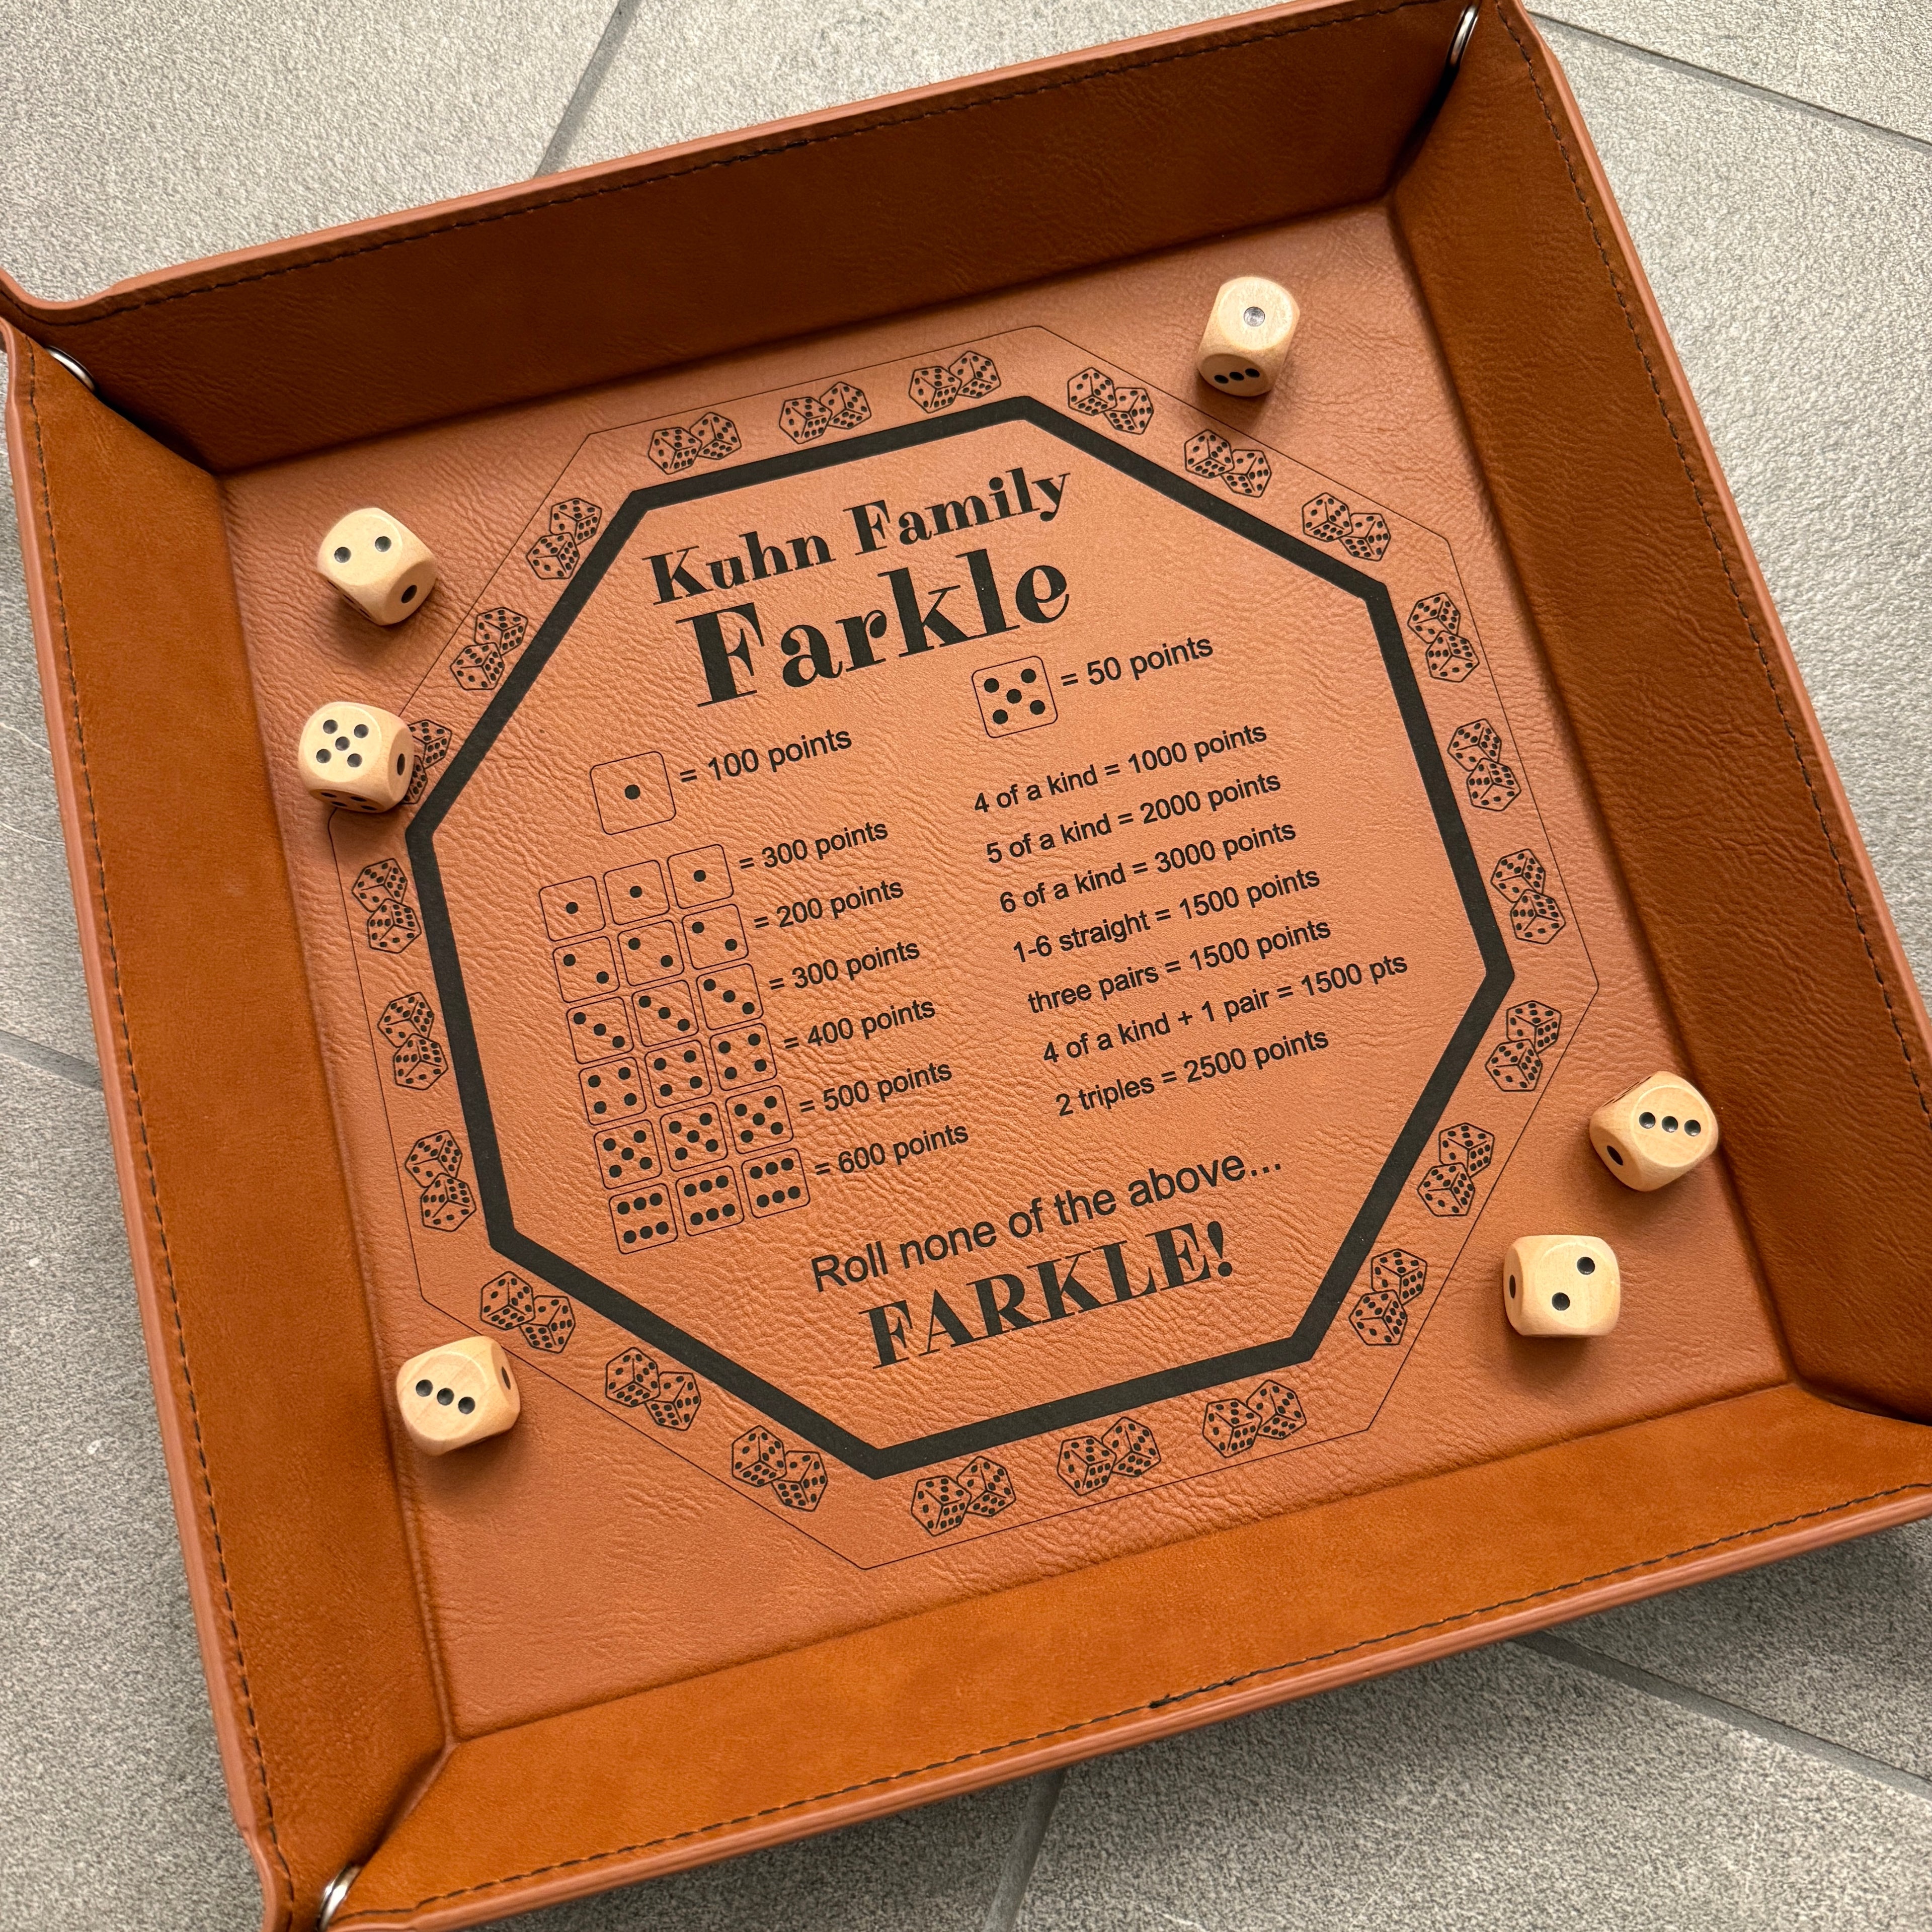 Kuhn Family
Farkle
= 100 points
= 50 points
= 300 points
= 200 points
= 300 points
= 400 points
= 500 points
= 600 points
4 of a kind = 1000 points
5 of a kind = 2000 points
6 of a kind = 3000 points
1-6 straight = 1500 points
three pairs = 1500 points
4 of a kind + 1 pair = 1500 pts
2 triples = 2500 points
Roll none of the above...
FARKLE!